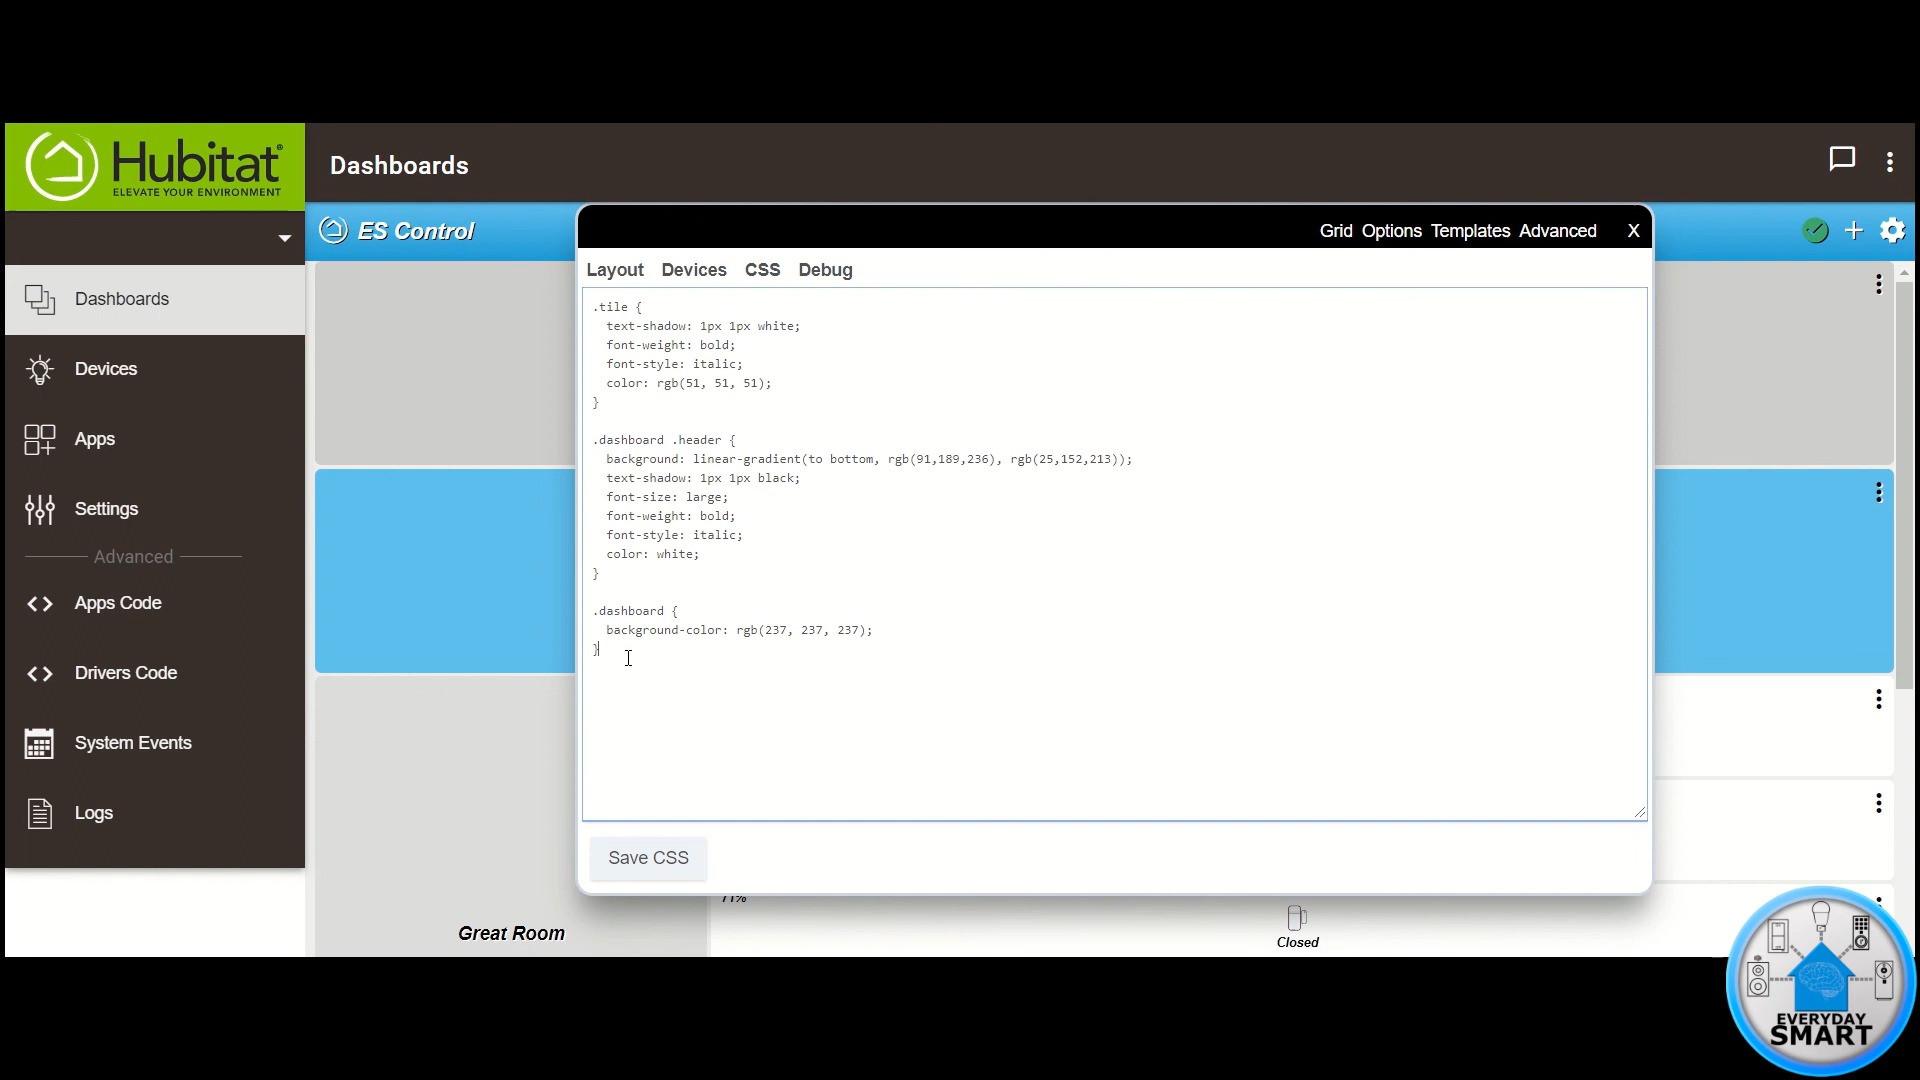 Hubitat®
ELEVATE YOUR ENVIRONMENT
Dashboards
ES Control
Grid Options Templates Advanced X
Layout Devices CSS Debug
Dashboards
Devices
Apps
Settings
Advanced
Apps Code
Drivers Code
System Events
Logs
.tile {
text-shadow: 1px 1px white;
font-weight: bold;
font-style: italic;
color: rgb(51, 51, 51);
}
.dashboard .header {
background: linear-gradient(to bottom, rgb(91,189,236), rgb(25,152,213));
text-shadow: 1px 1px black;
font-size: large;
font-weight: bold;
font-style: italic;
color: white;
}
.dashboard {
background-color: rgb(237, 237, 237);
}
Save CSS
Great Room
Closed
EVERYDAY
SMART